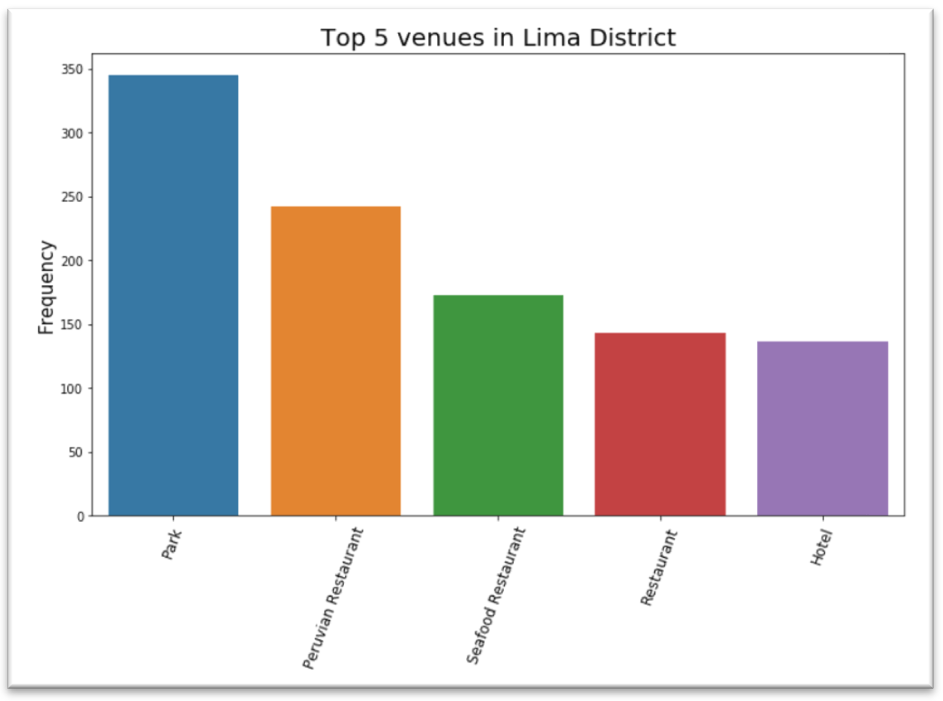 Top 5 venues in Lima District
350
300
250
200
150
100
50
0
Frequency
Park
Peruvian Restaurant
Seafood Restaurant
Restaurant
Hotel